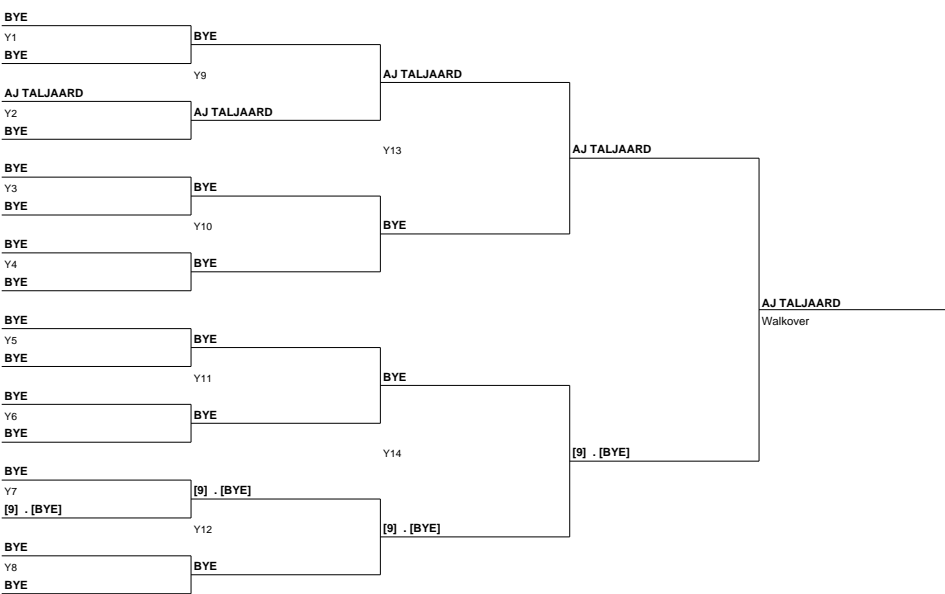 BYE
Y1
BYE
BYE
Y9
AJ TALJAARD
AJ TALJAARD
Y2
AJ TALJAARD
BYE
Y13
AJ TALJAARD
BYE
Y3
BYE
BYE
Y10
BYE
BYE
Y4
BYE
BYE
AJ TALJAARD
Walkover
BYE
Y5
BYE
BYE
Y11
BYE
BYE
Y6
BYE
BYE
Y14
[9] . [BYE]
BYE
Y7
[9] . [BYE]
[9] . [BYE]
Y12
[9] . [BYE]
BYE
Y8
BYE
BYE